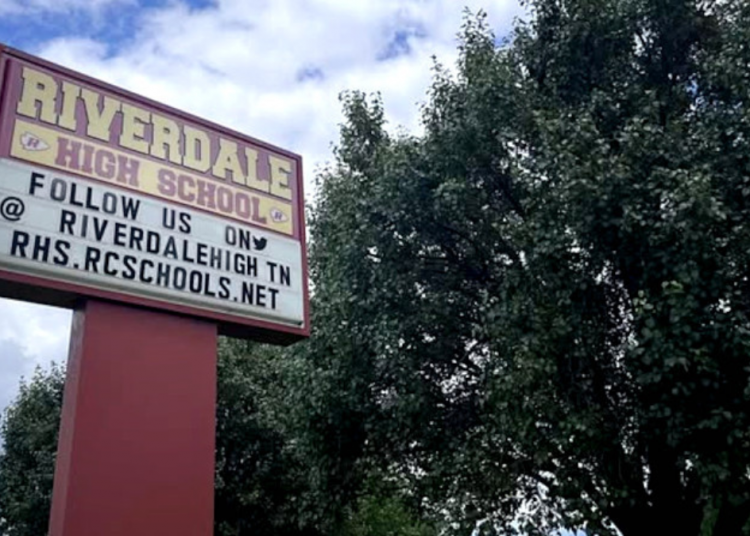 RIVERDALE
HIGH SCHOOL
FOLLOW US ON
@ RIVERDALEHIGH TN
RHS.RCSCHOOLS.NET